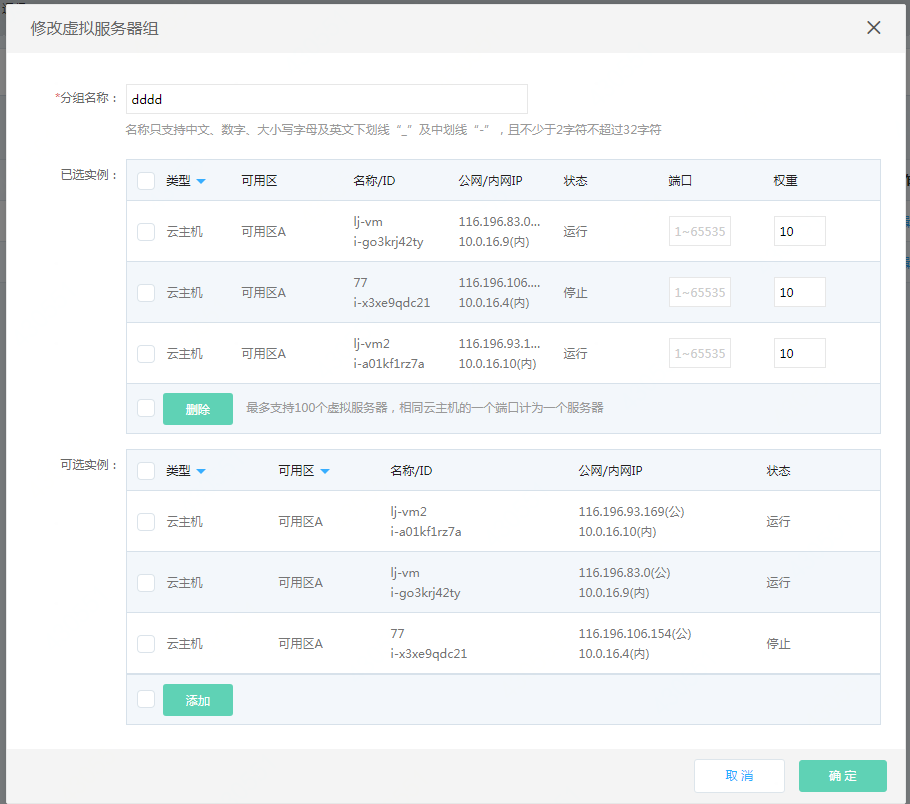 修改虚拟服务器组
*分组名称：
dddd
名称只支持中文、数字、大小写字母及英文下划线“_”及中划线“-”，且不少于2字符不超过32字符
已选实例：
类型 可用区 名称/ID 公网/内网IP 状态 端口 权重
云主机 可用区A lj-vm 116.196.83.0... 运行 1~65535 10
i-go3krj42ty 10.0.16.9(内)
云主机 可用区A 77 116.196.106.... 停止 1~65535 10
i-x3xe9qdc21 10.0.16.4(内)
云主机 可用区A lj-vm2 116.196.93.1... 运行 1~65535 10
i-a01kf1rz7a 10.0.16.10(内)
删除 最多支持100个虚拟服务器，相同云主机的一个端口计为一个服务器
可选实例：
类型 可用区 名称/ID 公网/内网IP 状态
云主机 可用区A lj-vm2 116.196.93.169(公) 运行
i-a01kf1rz7a 10.0.16.10(内)
云主机 可用区A lj-vm 116.196.83.0(公) 运行
i-go3krj42ty 10.0.16.9(内)
云主机 可用区A 77 116.196.106.154(公) 停止
i-x3xe9qdc21 10.0.16.4(内)
添加
取消 确定